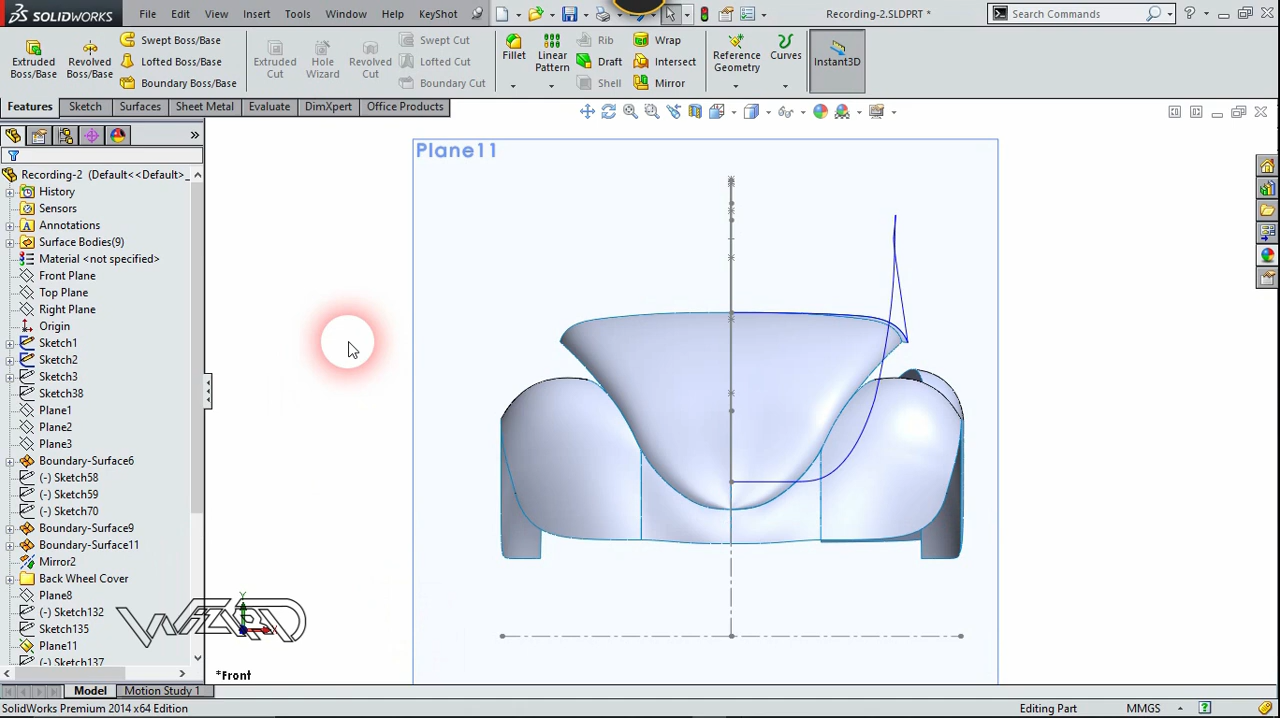 SOLIDWORKS File Edit View Insert Tools Window Help KeyShot Recording-2.SLDPRT * Search Commands
Extruded Boss/Base
Revolved Boss/Base
Swept Boss/Base
Lofted Boss/Base
Boundary Boss/Base
Extruded Cut
Hole Wizard
Revolved Cut
Swept Cut
Lofted Cut
Boundary Cut
Fillet
Linear Pattern
Rib
Draft
Shell
Wrap
Intersect
Mirror
Reference Geometry
Curves
Instant3D
Features Sketch Surfaces Sheet Metal Evaluate DimXpert Office Products
Recording-2 (Default<<Default>_
History
Sensors
Annotations
Surface Bodies(9)
Material <not specified>
Front Plane
Top Plane
Right Plane
Origin
Sketch1
Sketch2
Sketch3
Sketch38
Plane1
Plane2
Plane3
Boundary-Surface6
(-) Sketch58
(-) Sketch59
(-) Sketch70
Boundary-Surface9
Boundary-Surface11
Mirror2
Back Wheel Cover
Plane8
(-) Sketch132
Sketch135
Plane11
(-) Sketch137
Plane11
WIZARD
Y
*Front
Model Motion Study 1
SolidWorks Premium 2014 x64 Edition Editing Part MMGS